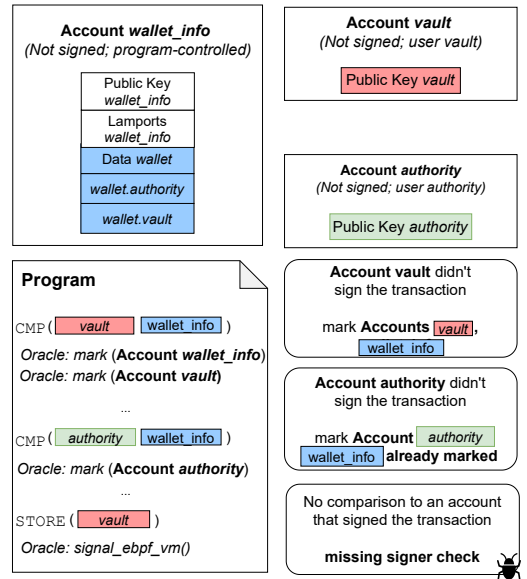 Account wallet_info
(Not signed; program-controlled)
Public Key
wallet_info
Lamports
wallet_info
Data wallet
wallet.authority
wallet.vault
Account vault
(Not signed; user vault)
Public Key vault
Account authority
(Not signed; user authority)
Public Key authority
Program
CMP( vault wallet_info )
Oracle: mark (Account wallet_info)
Oracle: mark (Account vault)
...
CMP( authority wallet_info )
Oracle: mark (Account authority)
...
STORE( vault )
Oracle: signal_ebpf_vm()
Account vault didn't
sign the transaction
mark Accounts vault,
wallet_info
Account authority didn't
sign the transaction
mark Account authority
wallet_info already marked
No comparison to an account
that signed the transaction
missing signer check